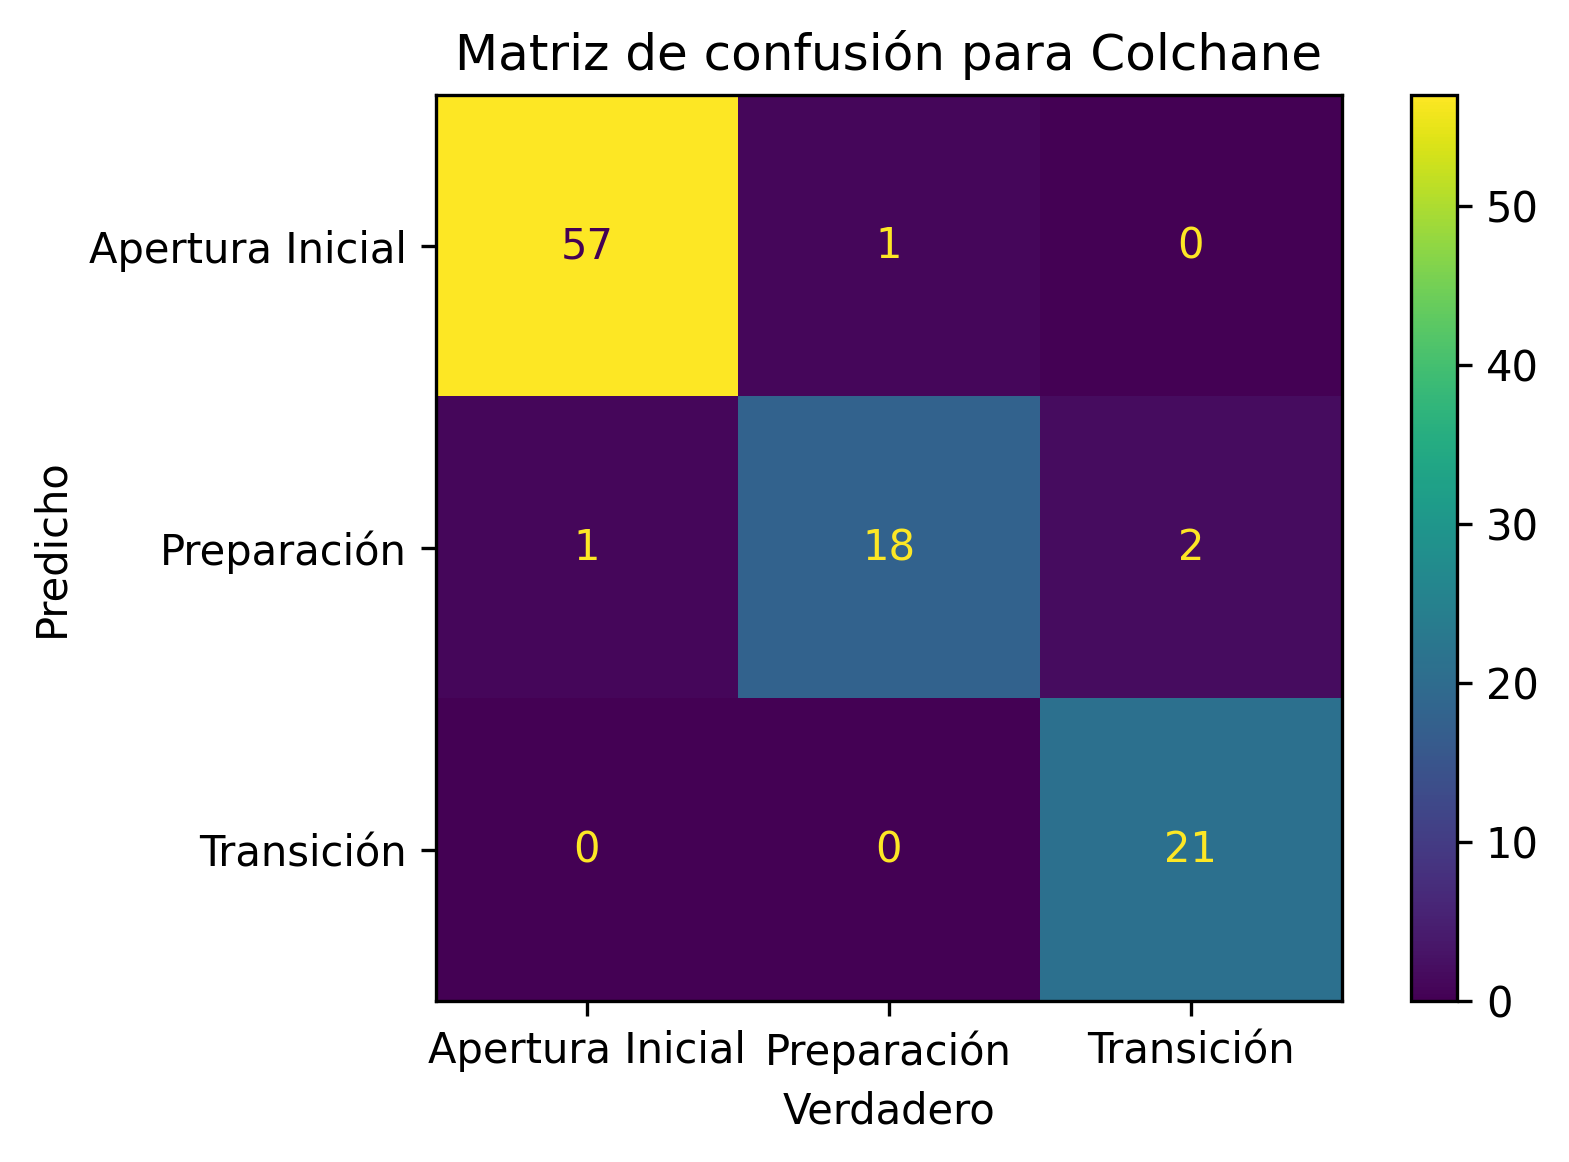 Matriz de confusión para Colchane
Predicho
Apertura Inicial
57
1
0
Preparación
1
18
2
Transición
0
0
21
Apertura Inicial
Preparación
Transición
Verdadero
50
40
30
20
10
0